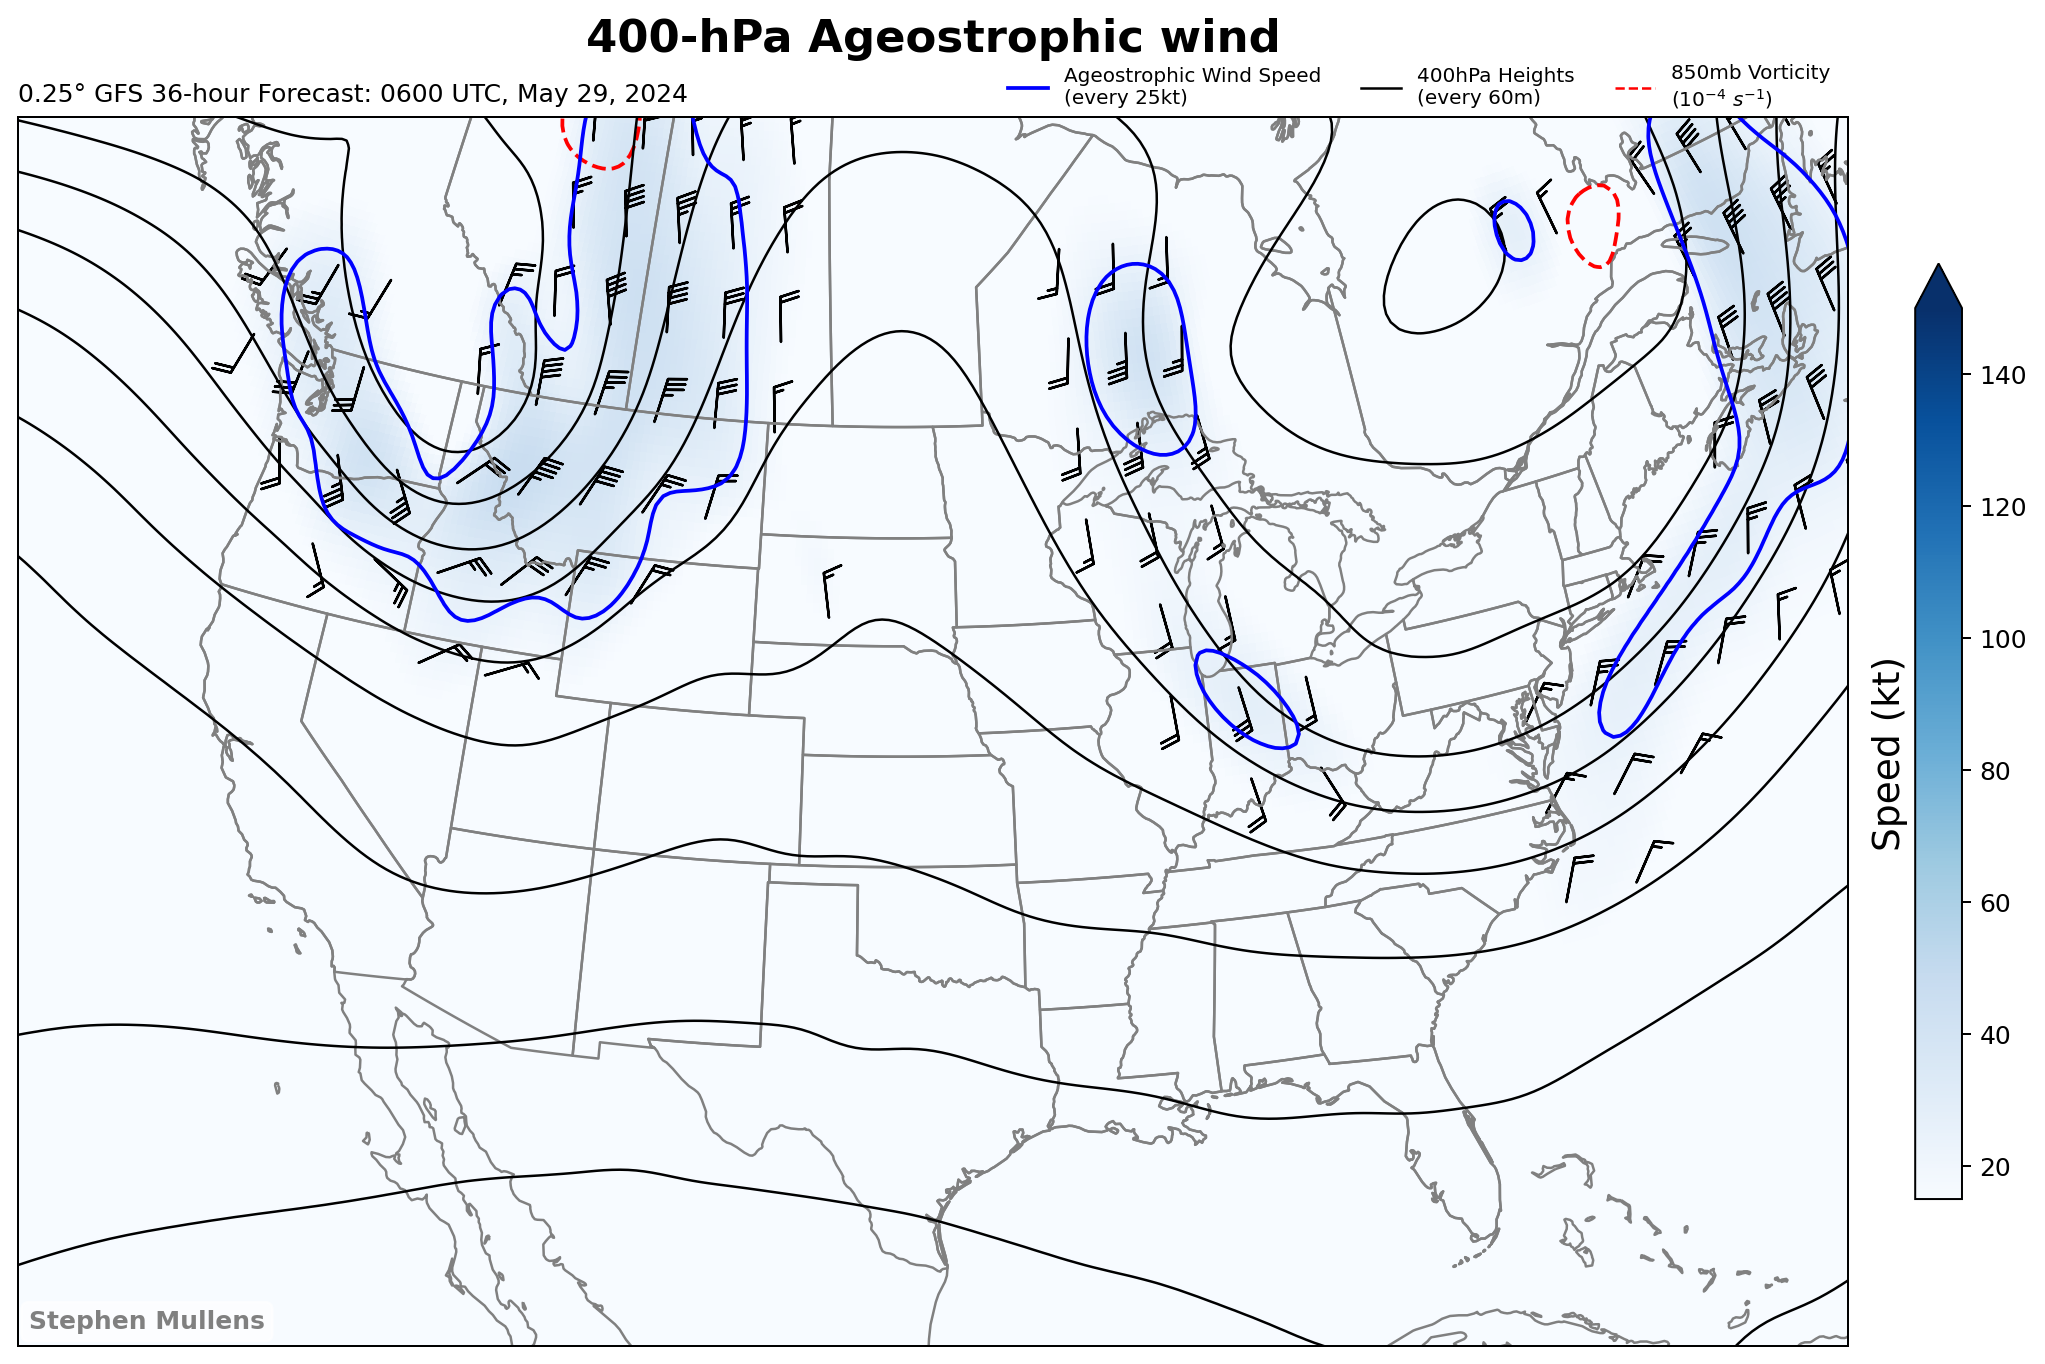 400-hPa Ageostrophic wind
0.25° GFS 36-hour Forecast: 0600 UTC, May 29, 2024
Ageostrophic Wind Speed
(every 25kt)
400hPa Heights
(every 60m)
850mb Vorticity
(10⁻⁴ s⁻¹)
140
120
100
80
60
40
20
Speed (kt)
Stephen Mullens